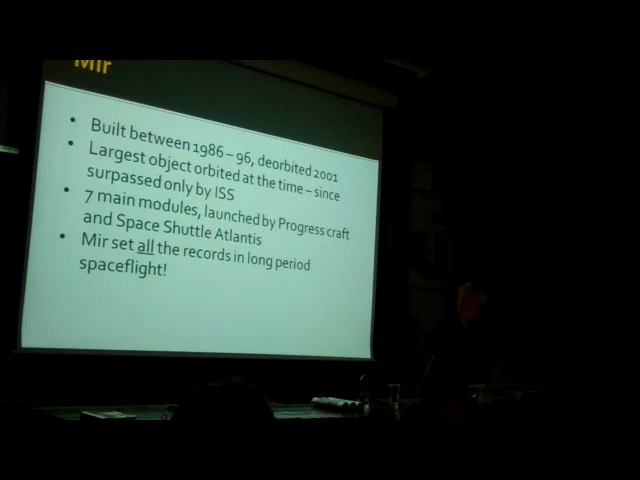 Mir
• Built between 1986 – 96, deorbited 2001
• Largest object orbited at the time – since
surpassed only by ISS
• 7 main modules, launched by Progress craft
and Space Shuttle Atlantis
• Mir set all the records in long period
spaceflight!